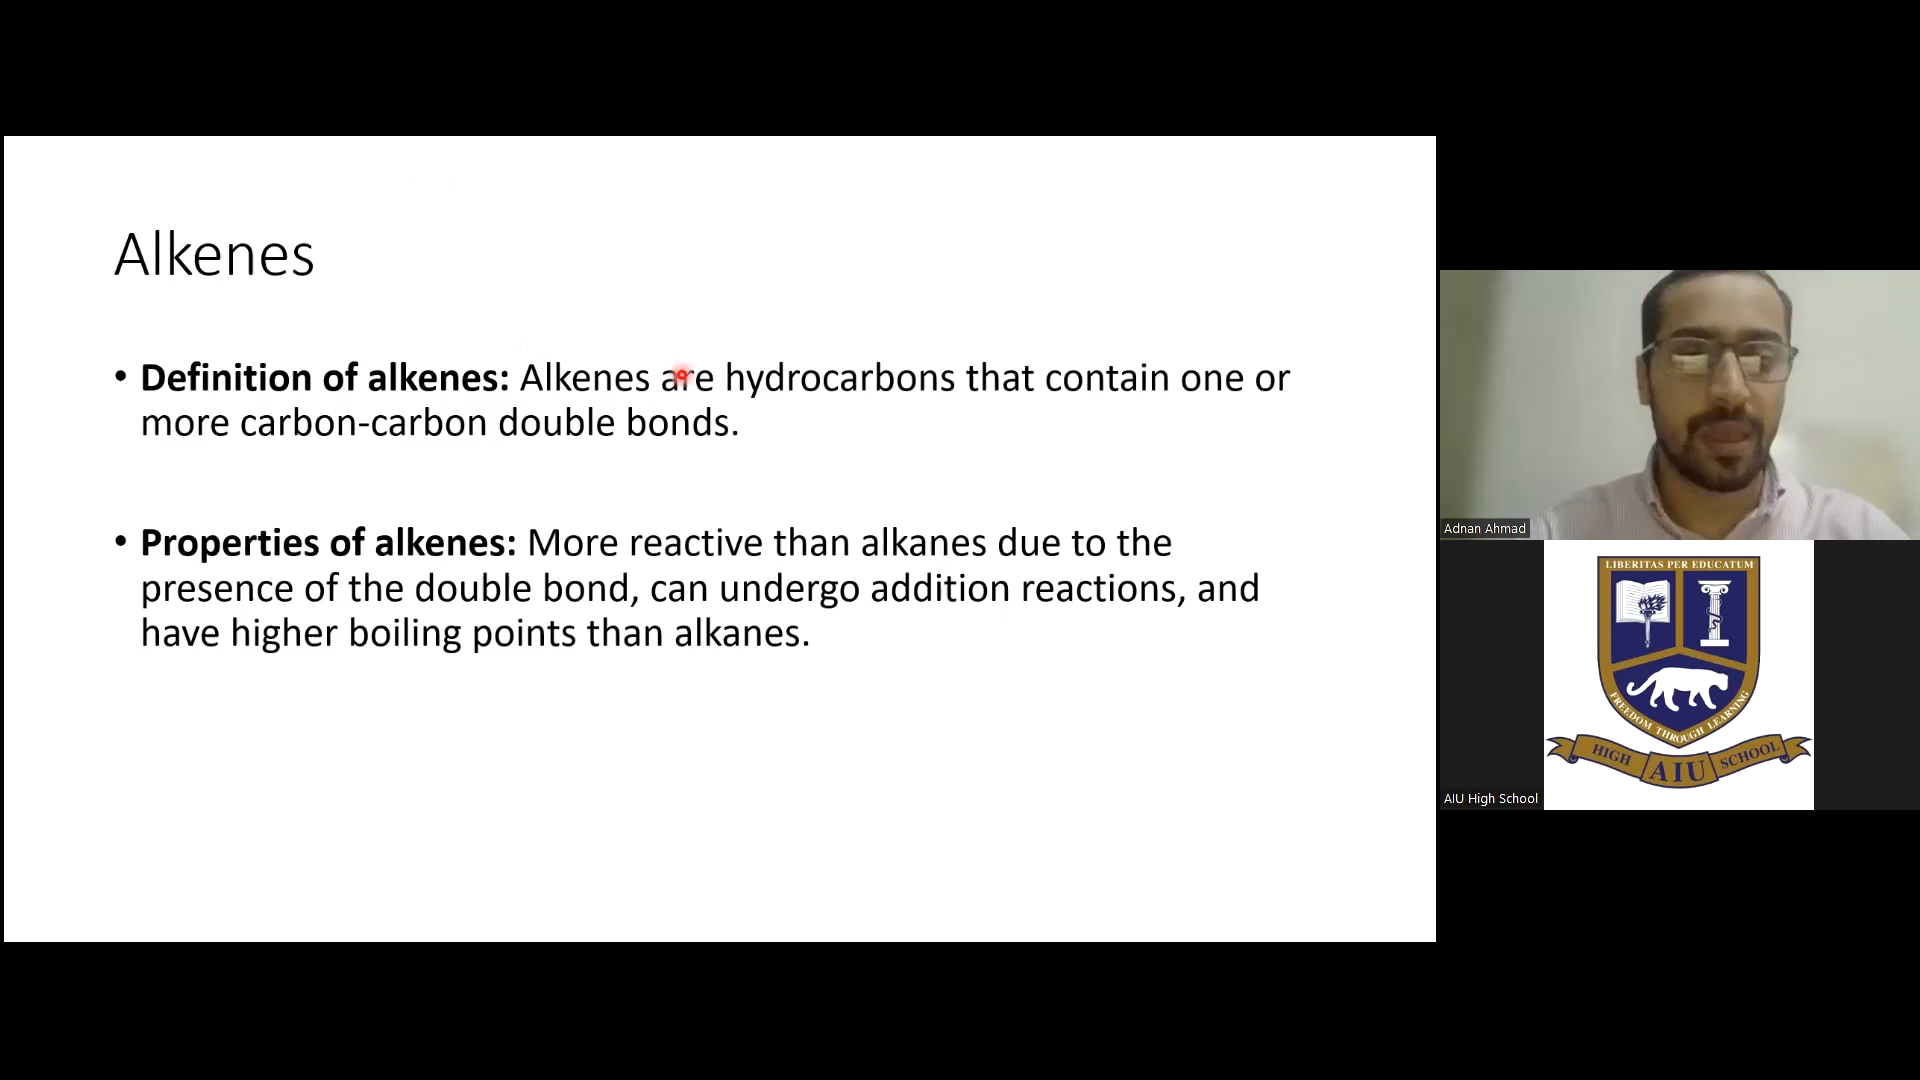 Alkenes
• Definition of alkenes: Alkenes are hydrocarbons that contain one or
more carbon-carbon double bonds.
• Properties of alkenes: More reactive than alkanes due to the
presence of the double bond, can undergo addition reactions, and
have higher boiling points than alkanes.
Adnan Ahmad
LIBERITAS PER EDUCATUM
FREEDOM THROUGH LEARNING
HIGH AIU SCHOOL
AIU High School